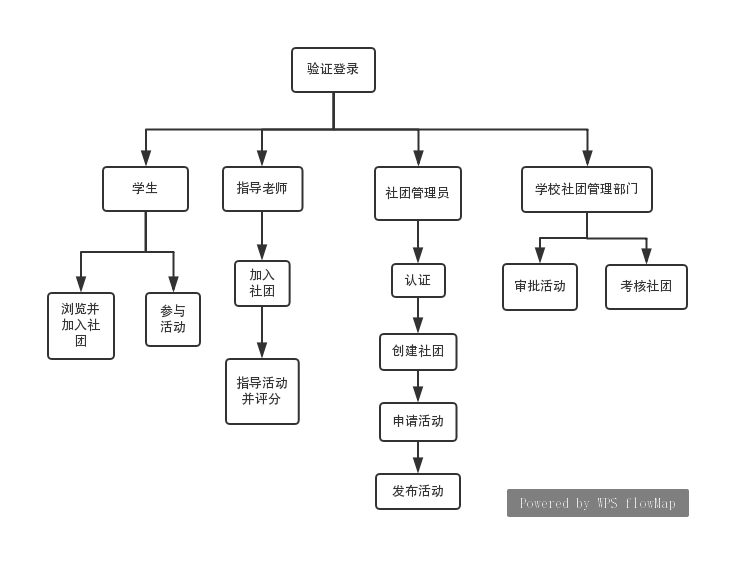 验证登录
学生
指导老师
社团管理员
学校社团管理部门
浏览并
加入社
团
参与
活动
加入
社团
指导活动
并评分
认证
创建社团
申请活动
发布活动
审批活动
考核社团
Powered by WPS flowMap